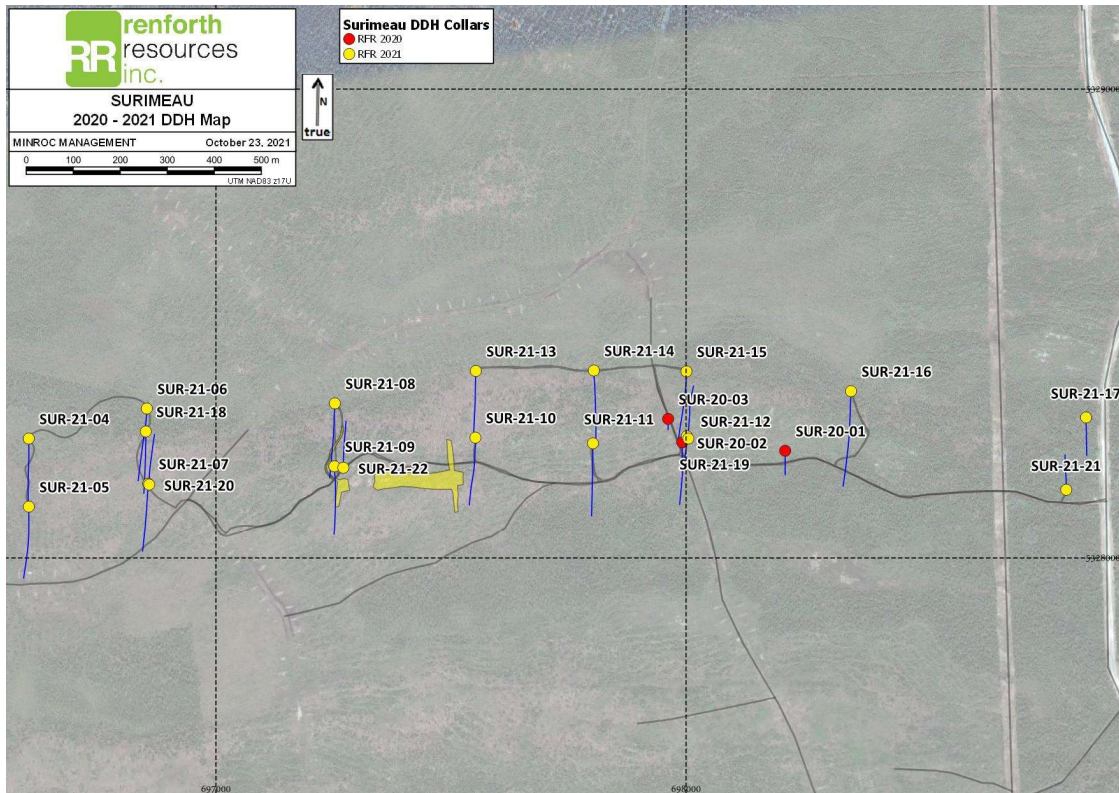 RR
renforth
resources
inc.
SURIMEAU
2020 - 2021 DDH Map
MINROC MANAGEMENT October 23, 2021
0 100 200 300 400 500 m
UTM NAD83 z17U
Surimeau DDH Collars
RFR 2020
RFR 2021
N
true
5329000
SUR-21-13
SUR-21-14
SUR-21-15
SUR-21-16
SUR-21-06
SUR-21-08
SUR-21-17
SUR-21-04
SUR-21-18
SUR-20-03
SUR-21-10
SUR-21-11
SUR-21-12
SUR-20-01
SUR-21-09
SUR-20-02
SUR-21-07
SUR-21-22
SUR-21-19
SUR-21-21
SUR-21-05
SUR-21-20
5328000
697000
698000